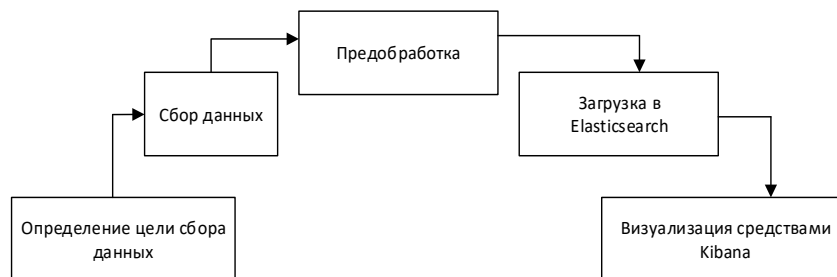 Предобработка
Сбор данных
Загрузка в
Elasticsearch
Определение цели сбора
данных
Визуализация средствами
Kibana